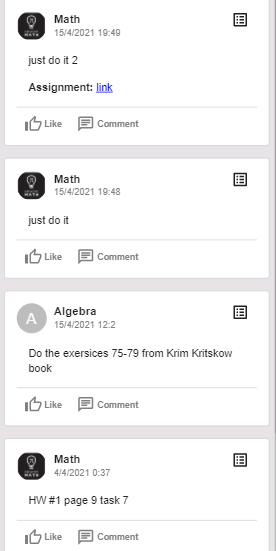 Math
15/4/2021 19:49
just do it 2
Assignment: link
Like Comment
Math
15/4/2021 19:48
just do it
Like Comment
A
Algebra
15/4/2021 12:2
Do the exersices 75-79 from Krim Kritskow
book
Like Comment
Math
4/4/2021 0:37
HW #1 page 9 task 7
Like Comment